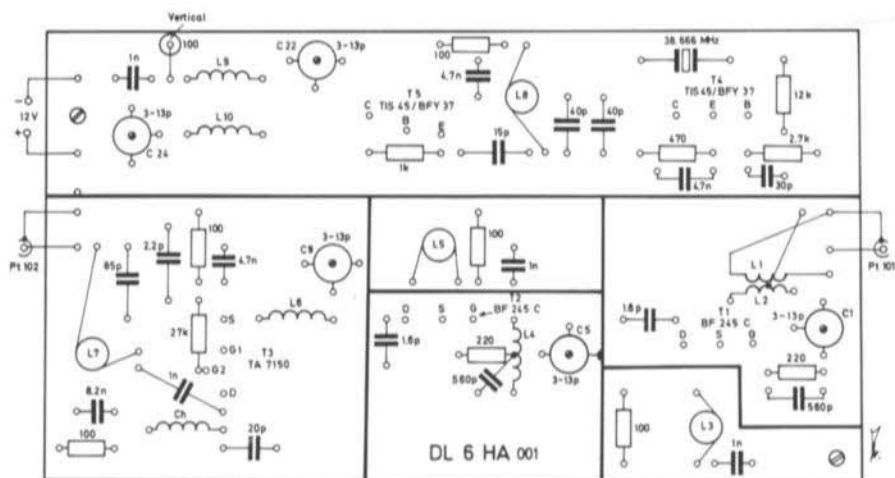 Vertical
100
C 22
3-13p
1n
L9
100
4,7n
38,666 MHz
T5
TIS 45/BFY 37
L8
T4
TIS 45/BFY 37
12k
12V
-
+
3-13p
C 24
L10
C
B
E
40p
40p
C
E
B
15p
1k
470
2.7k
4,7n
30p
Pt 102
2,2p
100
65p
4,7n
C9
3-13p
L5
100
1n
Pt 101
L1
L2
T2
BF 245 C
D
S
G
L6
S
27k
L7
G1
T3
TA 7150
G2
1n
D
8,2n
Ch
100
20p
1,6p
220
L4
C5
560p
3-13p
1,8p
T1
BF 245 C
D
S
G
3-13p
C1
220
560p
100
L3
1n
DL 6 HA 001